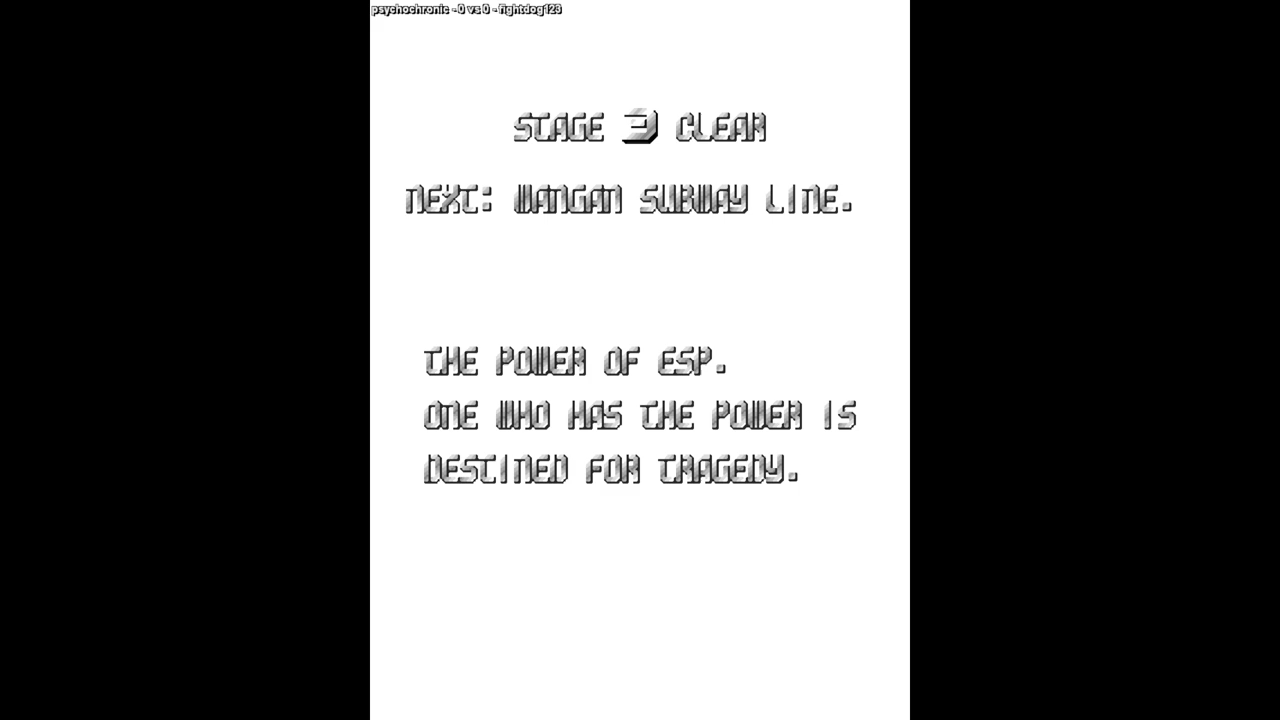 psychochronic - 0 vs 0 - fightdog123
STAGE 3 CLEAR
NEXT: WANGAN SUBWAY LINE.
THE POWER OF ESP.
ONE WHO HAS THE POWER IS
DESTINED FOR TRAGEDY.